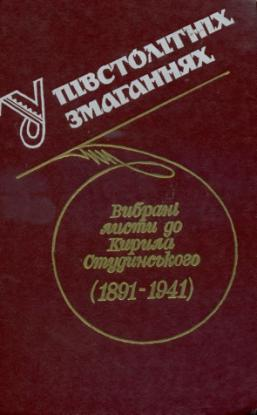 У ПІВСТОЛІТНІХ
ЗМАГАННЯХ
Вибрані
листи до
Кирила
Студинського
(1891-1941)